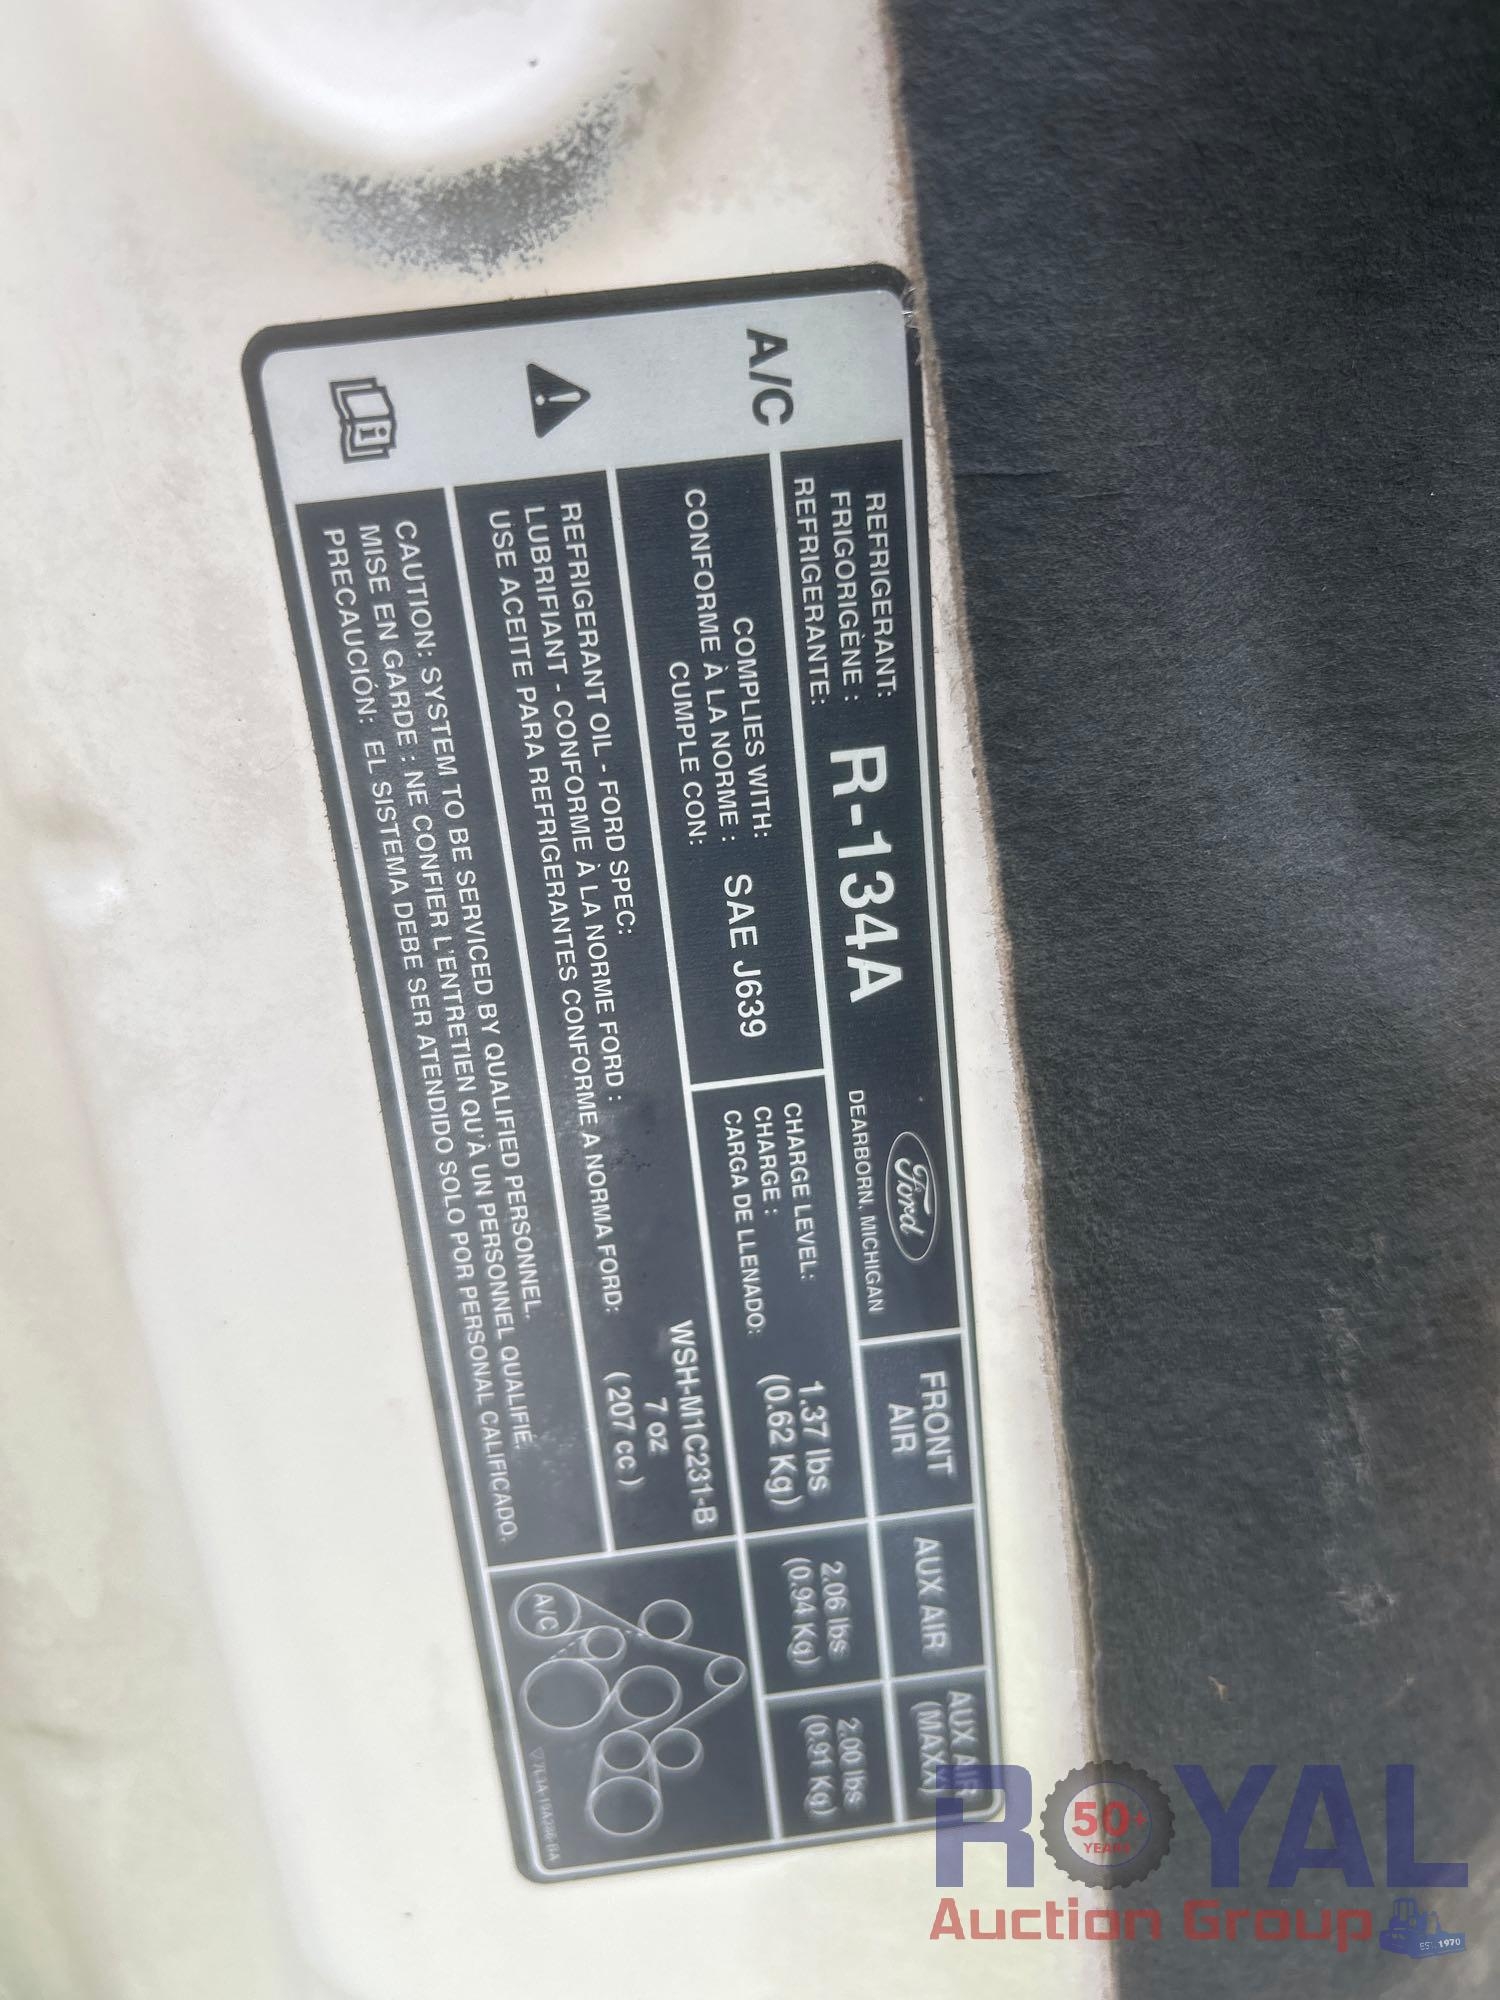 A/C
REFRIGERANT:
FRIGORIGÈNE :
REFRIGERANTE:
R-134A
Ford
DEARBORN, MICHIGAN
FRONT
AIR
AUX AIR
AUX AIR
(MAXX)
COMPLIES WITH:
CONFORME À LA NORME :
CUMPLE CON:
SAE J639
CHARGE LEVEL:
CHARGE :
CARGA DE LLENADO:
1.37 lbs
(0.62 Kg)
2.06 lbs
(0.94 Kg)
2.00 lbs
(0.91 Kg)
REFRIGERANT OIL - FORD SPEC:
LUBRIFIANT - CONFORME À LA NORME FORD :
USE ACEITE PARA REFRIGERANTES CONFORME A NORMA FORD:
WSH-M1C231-B
7 oz
( 207 cc )
CAUTION: SYSTEM TO BE SERVICED BY QUALIFIED PERSONNEL.
MISE EN GARDE : NE CONFIER L'ENTRETIEN QU'À UN PERSONNEL QUALIFIÉ.
PRECAUCIÓN: EL SISTEMA DEBE SER ATENDIDO SOLO POR PERSONAL CALIFICADO.
A/C
ROYAL
50+
YEARS
Auction Group
EST. 1970